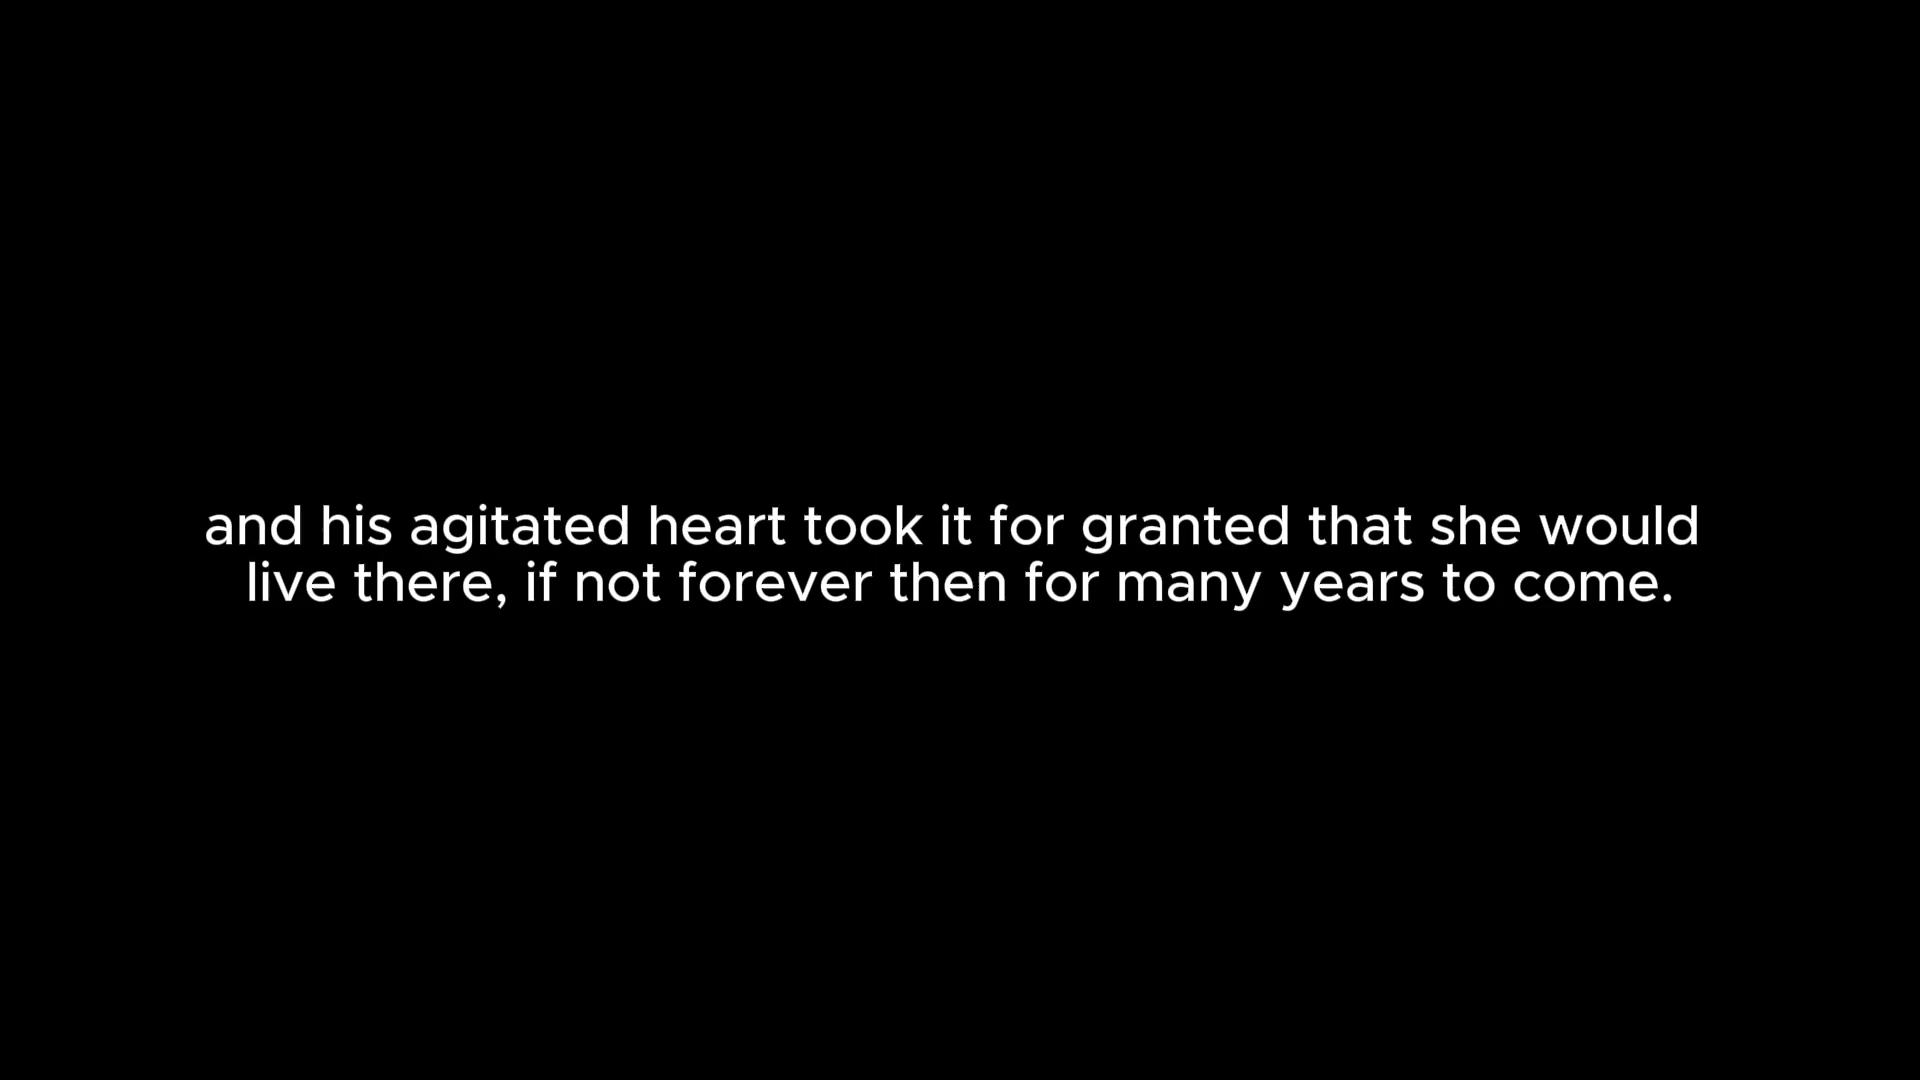 and his agitated heart took it for granted that she would
live there, if not forever then for many years to come.